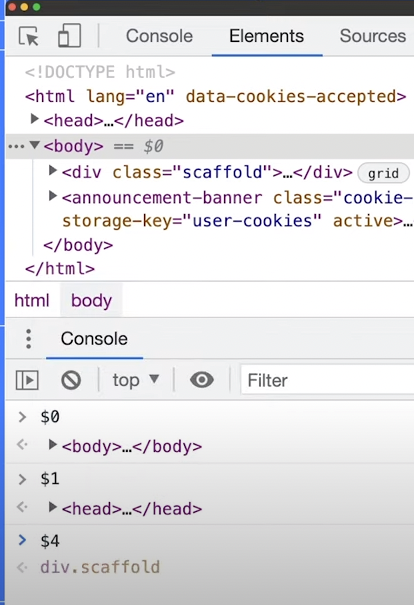 Console Elements Sources
<!DOCTYPE html>
<html lang="en" data-cookies-accepted>
<head>…</head>
<body> == $0
<div class="scaffold">…</div> grid
<announcement-banner class="cookie-
storage-key="user-cookies" active>…
</body>
</html>
html body
Console
top Filter
$0
<body>…</body>
$1
<head>…</head>
$4
div.scaffold